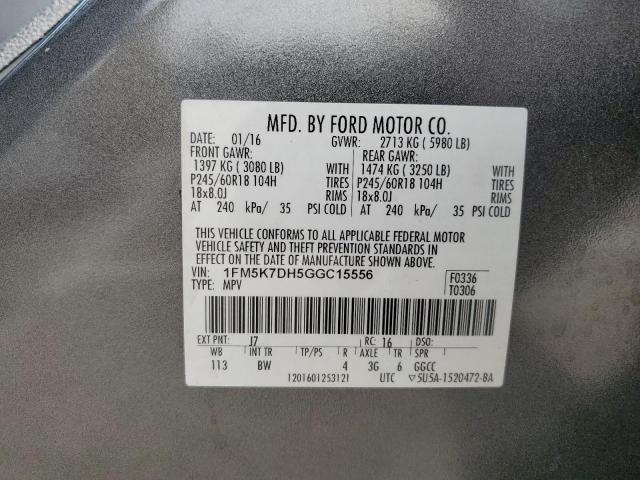 MFD. BY FORD MOTOR CO.
DATE: 01/16 GVWR: 2713 KG ( 5980 LB)
FRONT GAWR: REAR GAWR:
1397 KG ( 3080 LB) WITH 1474 KG ( 3250 LB) WITH
P245/60R18 104H TIRES P245/60R18 104H TIRES
18x8.0J RIMS 18x8.0J RIMS
AT 240 kPa/ 35 PSI COLD AT 240 kPa/ 35 PSI COLD
THIS VEHICLE CONFORMS TO ALL APPLICABLE FEDERAL MOTOR
VEHICLE SAFETY AND THEFT PREVENTION STANDARDS IN
EFFECT ON THE DATE OF MANUFACTURE SHOWN ABOVE.
VIN: 1FM5K7DH5GGC15556 F0336
TYPE: MPV T0306
EXT PNT: J7 RC: 16 DSO:
WB INT TR TP/PS R AXLE TR SPR
113 BW 4 3G 6 GGCC
1201601253121 UTC ▽5U5A-1520472-BA